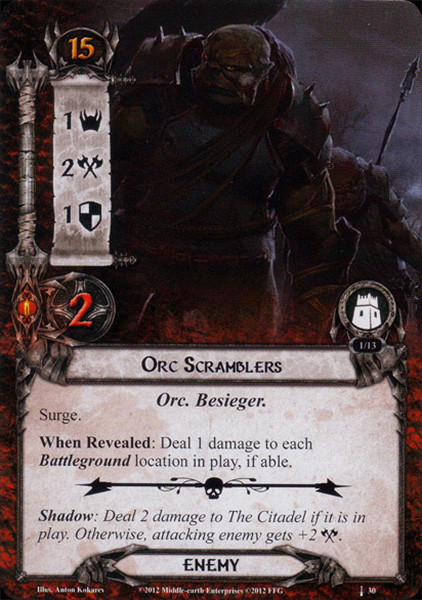 15
1
2
1
2
1/13
ORC SCRAMBLERS
Orc. Besieger.
Surge.
When Revealed: Deal 1 damage to each
Battleground location in play, if able.
Shadow: Deal 2 damage to The Citadel if it is in
play. Otherwise, attacking enemy gets +2.
ENEMY
Illus. Anton Kokarev ©2012 Middle-earth Enterprises ©2012 FFG 30